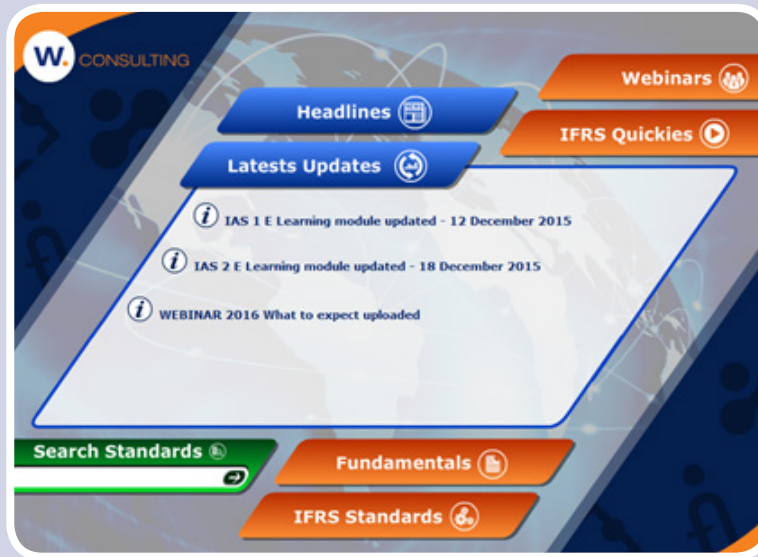 W. CONSULTING
Webinars
Headlines
IFRS Quickies
Latests Updates
IAS 1 E Learning module updated - 12 December 2015
IAS 2 E Learning module updated - 18 December 2015
WEBINAR 2016 What to expect uploaded
Search Standards
Fundamentals
IFRS Standards